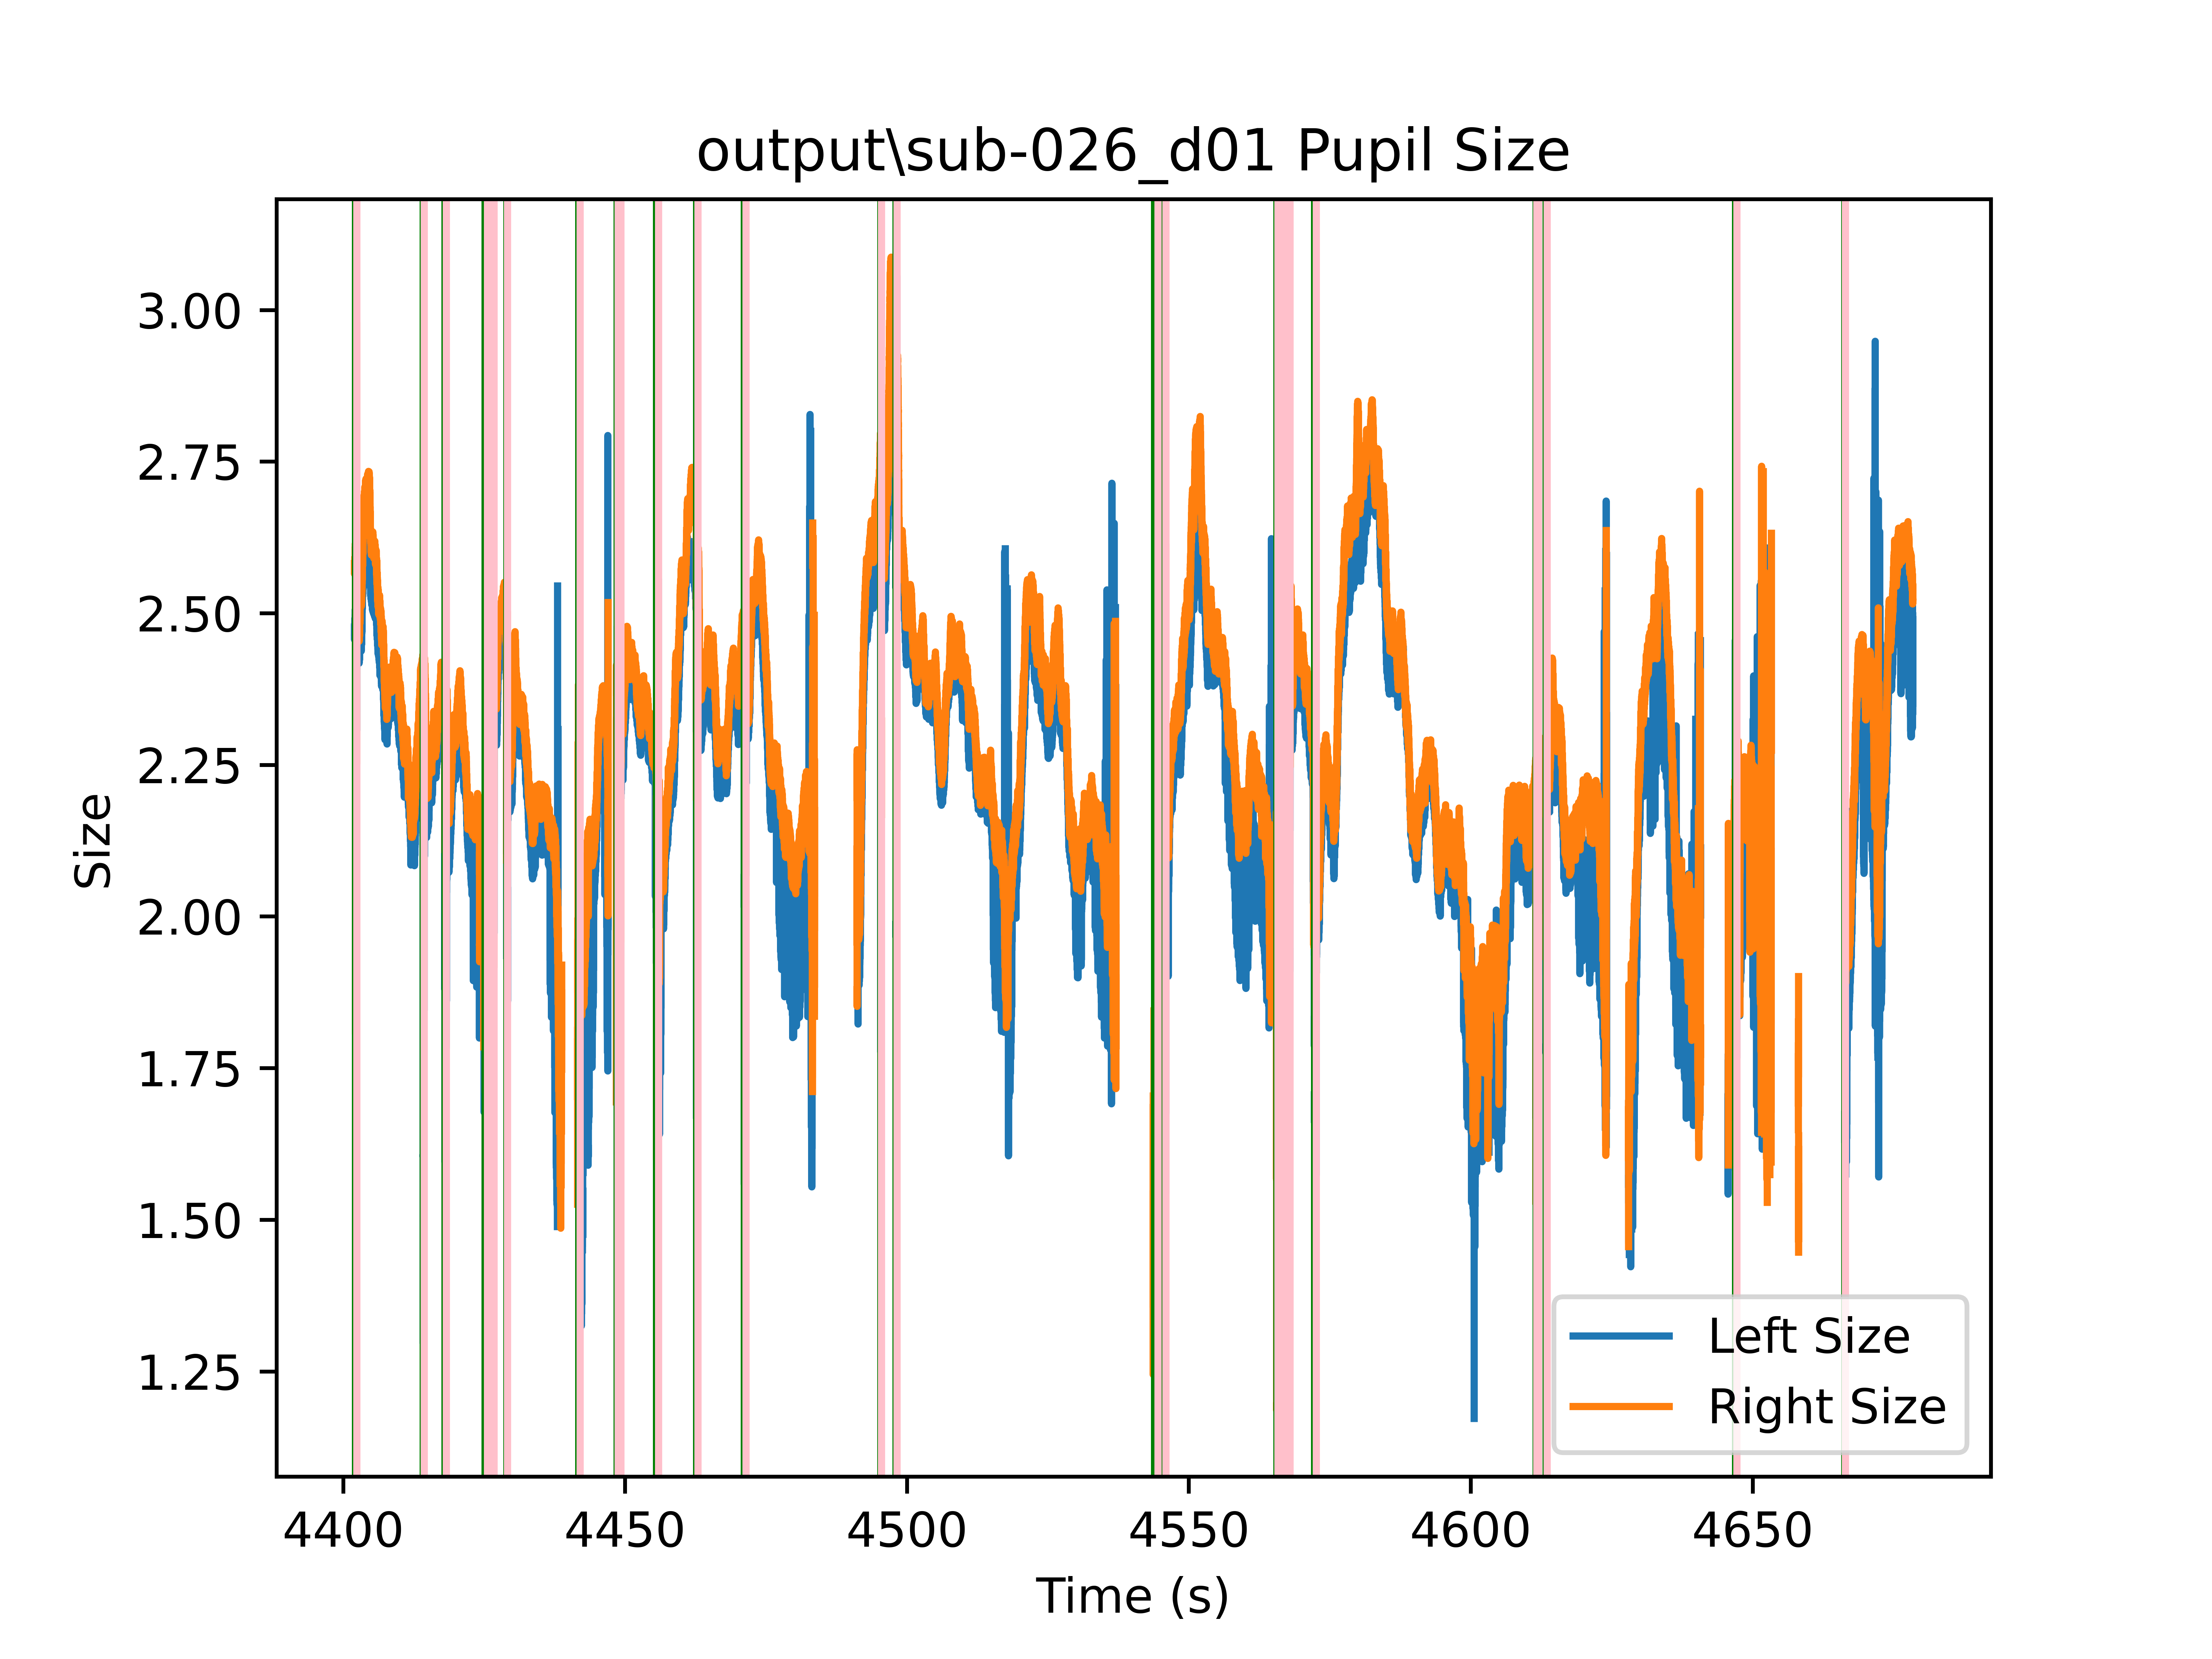 output\sub-026_d01 Pupil Size
3.00
2.75
2.50
2.25
2.00
1.75
1.50
1.25
Size
4400 4450 4500 4550 4600 4650
Time (s)
Left Size
Right Size